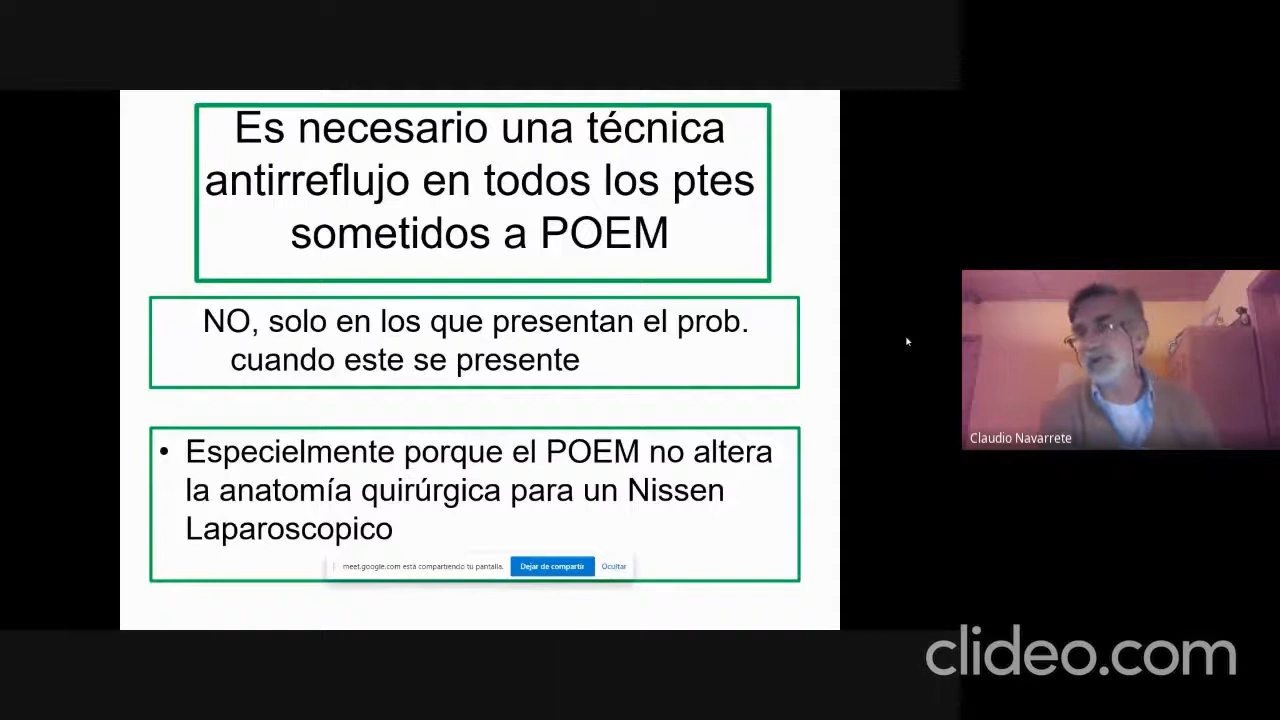 Es necesario una técnica
antirreflujo en todos los ptes
sometidos a POEM
NO, solo en los que presentan el prob.
cuando este se presente
• Especielmente porque el POEM no altera
la anatomía quirúrgica para un Nissen
Laparoscopico
meet.google.com está compartiendo tu pantalla.
Dejar de compartir
Ocultar
Claudio Navarrete
clideo.com